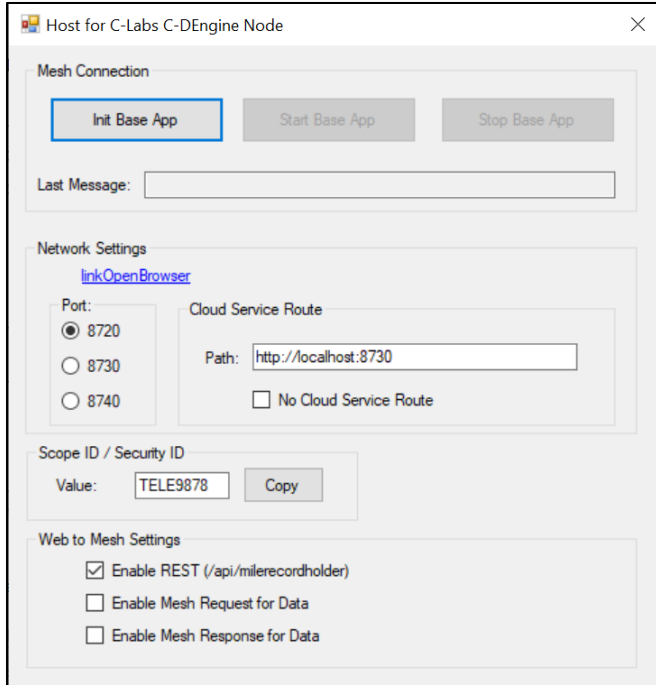 Host for C-Labs C-DEngine Node
Mesh Connection
Init Base App Start Base App Stop Base App
Last Message:
Network Settings
linkOpenBrowser
Port:
8720
8730
8740
Cloud Service Route
Path: http://localhost:8730
No Cloud Service Route
Scope ID / Security ID
Value: TELE9878 Copy
Web to Mesh Settings
Enable REST (/api/milerecordholder)
Enable Mesh Request for Data
Enable Mesh Response for Data